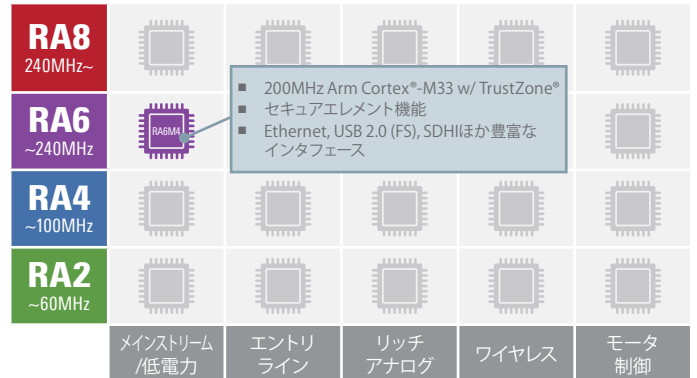 RA8
240MHz~
■ 200MHz Arm Cortex®-M33 w/ TrustZone®
■ セキュアエレメント機能
■ Ethernet, USB 2.0 (FS), SDHIほか豊富な
インタフェース
RA6
~240MHz
RA6M4
RA4
~100MHz
RA2
~60MHz
メインストリーム
/低電力
エントリ
ライン
リッチ
アナログ
ワイヤレス
モータ
制御